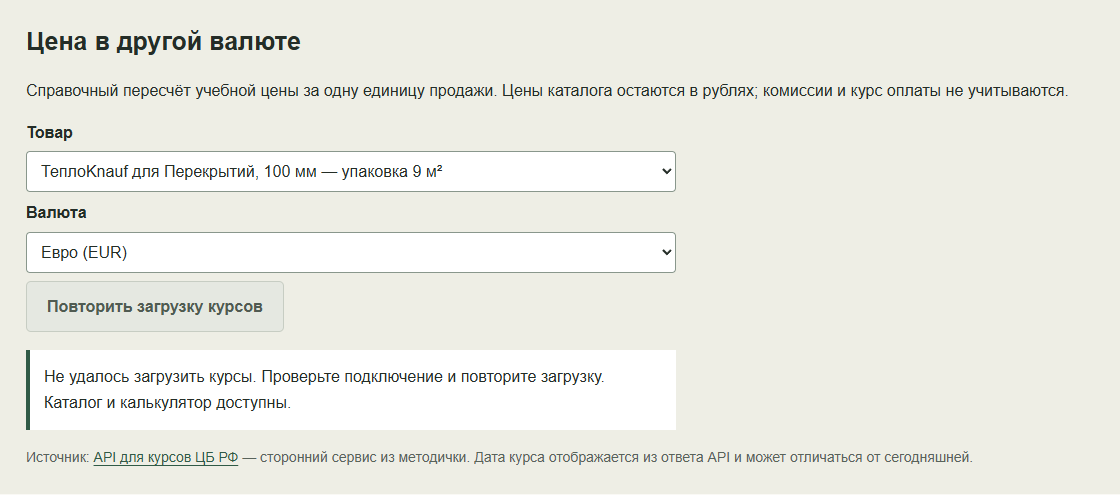 Цена в другой валюте
Справочный пересчёт учебной цены за одну единицу продажи. Цены каталога остаются в рублях; комиссии и курс оплаты не учитываются.
Товар
ТеплоKnauf для Перекрытий, 100 мм — упаковка 9 м²
Валюта
Евро (EUR)
Повторить загрузку курсов
Не удалось загрузить курсы. Проверьте подключение и повторите загрузку.
Каталог и калькулятор доступны.
Источник: API для курсов ЦБ РФ — сторонний сервис из методички. Дата курса отображается из ответа API и может отличаться от сегодняшней.